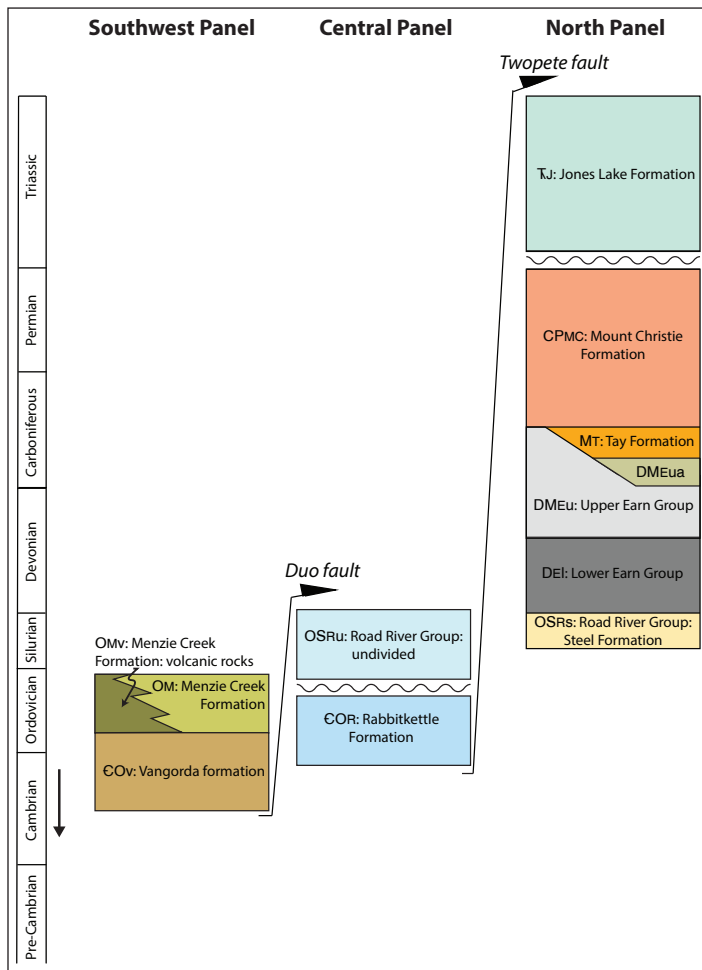 Southwest Panel
Central Panel
North Panel
Twopete fault
Duo fault
Triassic
Permian
Carboniferous
Devonian
Silurian
Ordovician
Cambrian
Pre-Cambrian
OMv: Menzie Creek
Formation: volcanic rocks
OM: Menzie Creek
Formation
ЄOv: Vangorda formation
OSRu: Road River Group:
undivided
ЄOR: Rabbitkettle
Formation
TJ: Jones Lake Formation
CPMC: Mount Christie
Formation
MT: Tay Formation
DMEua
DMEu: Upper Earn Group
DEl: Lower Earn Group
OSRs: Road River Group:
Steel Formation